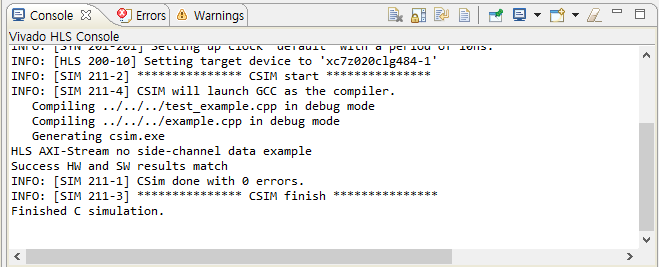 Console Errors Warnings
Vivado HLS Console
INFO: [SYN 201-201] Setting up clock 'default' with a period of 10ns.
INFO: [HLS 200-10] Setting target device to 'xc7z020clg484-1'
INFO: [SIM 211-2] *************** CSIM start ***************
INFO: [SIM 211-4] CSIM will launch GCC as the compiler.
Compiling ../../../test_example.cpp in debug mode
Compiling ../../../example.cpp in debug mode
Generating csim.exe
HLS AXI-Stream no side-channel data example
Success HW and SW results match
INFO: [SIM 211-1] CSim done with 0 errors.
INFO: [SIM 211-3] *************** CSIM finish ***************
Finished C simulation.